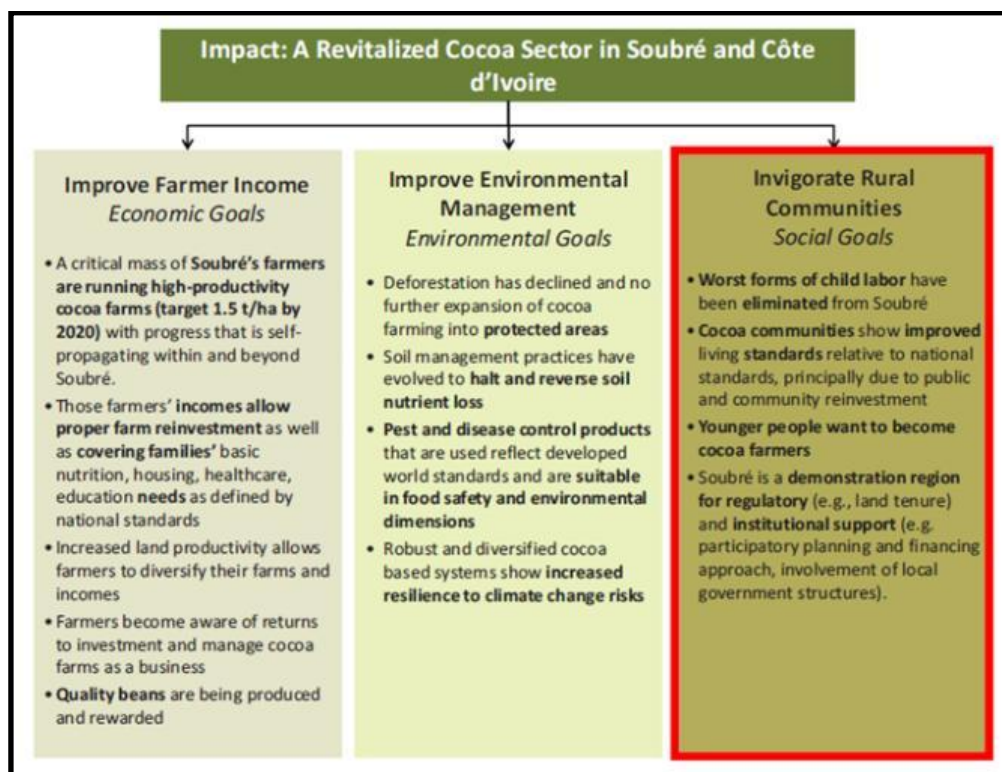 Impact: A Revitalized Cocoa Sector in Soubré and Côte
d'Ivoire
Improve Farmer Income
Economic Goals
• A critical mass of Soubré's farmers
are running high-productivity
cocoa farms (target 1.5 t/ha by
2020) with progress that is self-
propagating within and beyond
Soubré.
• Those farmers' incomes allow
proper farm reinvestment as well
as covering families' basic
nutrition, housing, healthcare,
education needs as defined by
national standards
• Increased land productivity allows
farmers to diversify their farms and
incomes
• Farmers become aware of returns
to investment and manage cocoa
farms as a business
• Quality beans are being produced
and rewarded
Improve Environmental
Management
Environmental Goals
• Deforestation has declined and no
further expansion of cocoa
farming into protected areas
• Soil management practices have
evolved to halt and reverse soil
nutrient loss
• Pest and disease control products
that are used reflect developed
world standards and are suitable
in food safety and environmental
dimensions
• Robust and diversified cocoa
based systems show increased
resilience to climate change risks
Invigorate Rural
Communities
Social Goals
• Worst forms of child labor have
been eliminated from Soubré
• Cocoa communities show improved
living standards relative to national
standards, principally due to public
and community reinvestment
• Younger people want to become
cocoa farmers
• Soubré is a demonstration region
for regulatory (e.g., land tenure)
and institutional support (e.g.
participatory planning and financing
approach, involvement of local
government structures).